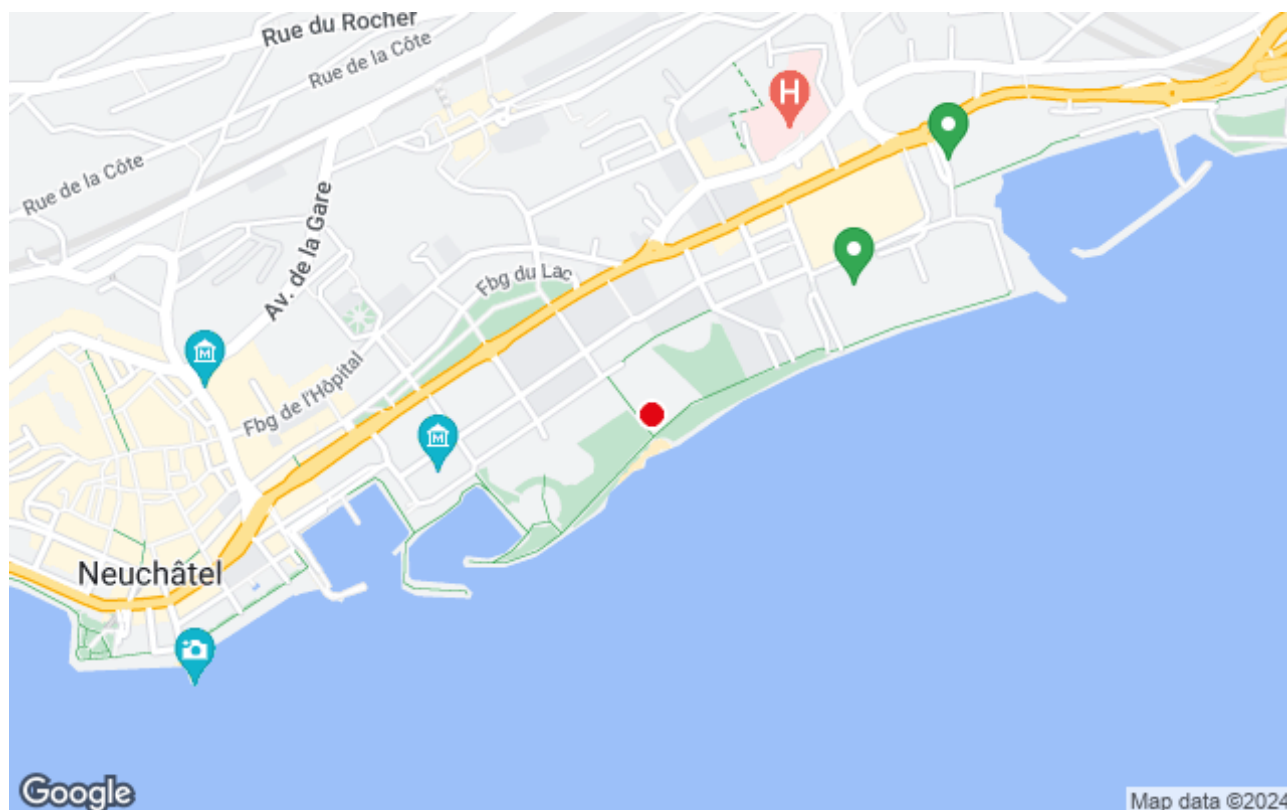 Rue du Rocher
Rue de la Côte
Rue de la Côte
Av. de la Gare
Fbg du Lac
Fbg de l'Hôpital
H
M
M
Neuchâtel
Google
Map data ©2024